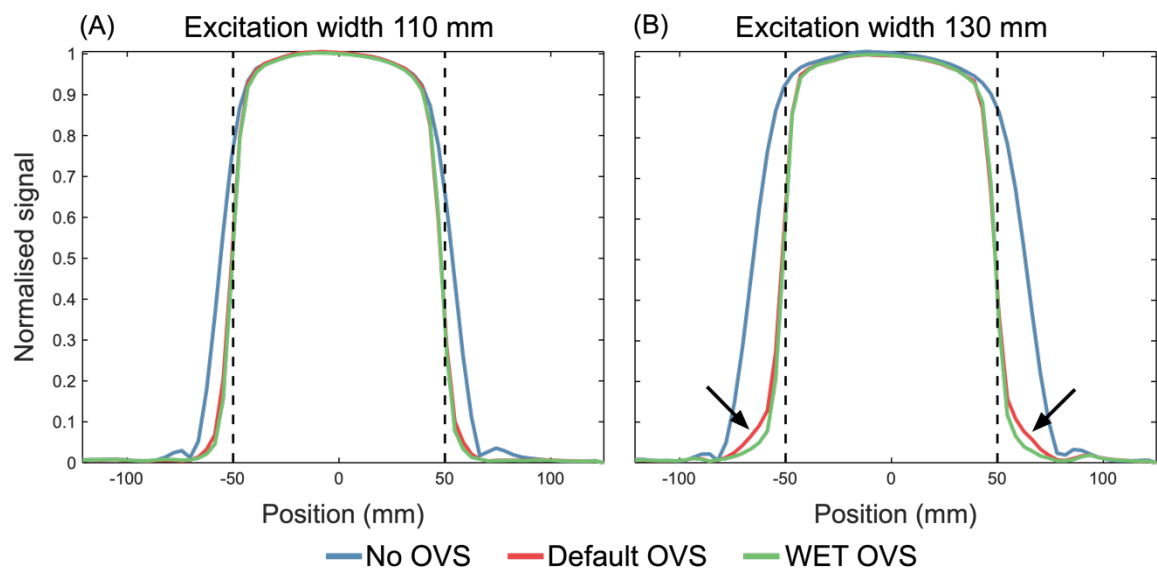 (A) Excitation width 110 mm
(B) Excitation width 130 mm
Normalised signal
1
0.9
0.8
0.7
0.6
0.5
0.4
0.3
0.2
0.1
0
-100 -50 0 50 100
-100 -50 0 50 100
Position (mm)
Position (mm)
No OVS Default OVS WET OVS